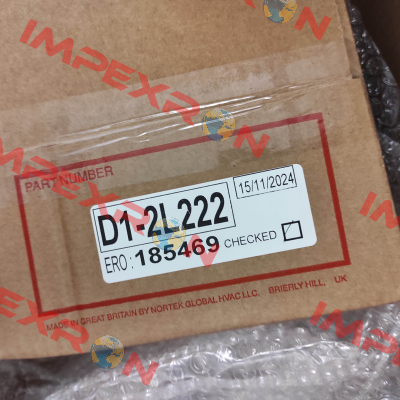 IMPEXRON
PART NUMBER
15/11/2024
D1-2L222
ERO: 185469 CHECKED
MADE IN GREAT BRITAIN BY NORTEK GLOBAL HVAC LLC. BRIERLY HILL, UK
IMPEXRON
IMPEXRON